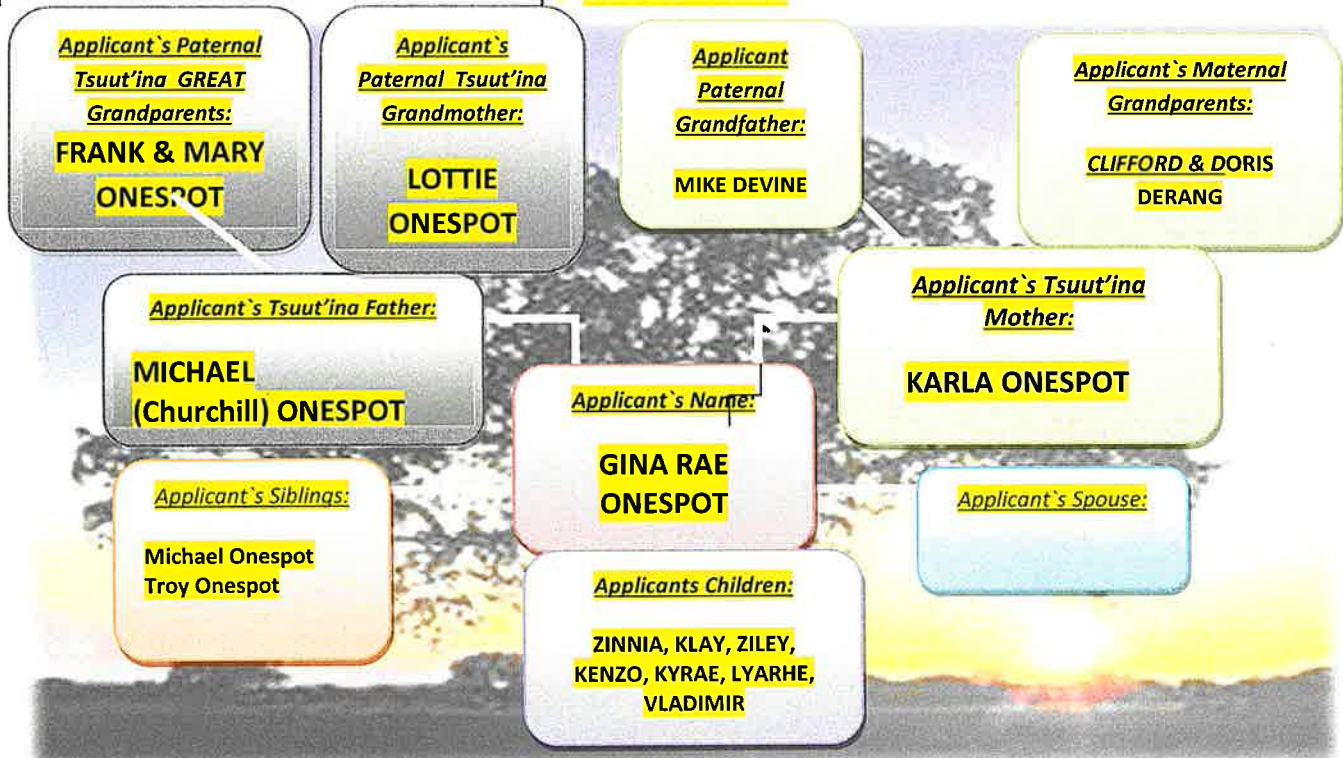 Applicant`s Paternal
Tsuut'ina GREAT
Grandparents:
FRANK & MARY
ONESPOT
Applicant`s
Paternal Tsuut'ina
Grandmother:
LOTTIE
ONESPOT
Applicant
Paternal
Grandfather:
MIKE DEVINE
Applicant`s Maternal
Grandparents:
CLIFFORD & DORIS
DERANG
Applicant`s Tsuut'ina Father:
MICHAEL
(Churchill) ONESPOT
Applicant`s Tsuut'ina
Mother:
KARLA ONESPOT
Applicant`s Name:
GINA RAE
ONESPOT
Applicant`s Siblings:
Michael Onespot
Troy Onespot
Applicant`s Spouse:
Applicants Children:
ZINNIA, KLAY, ZILEY,
KENZO, KYRAE, LYARHE,
VLADIMIR